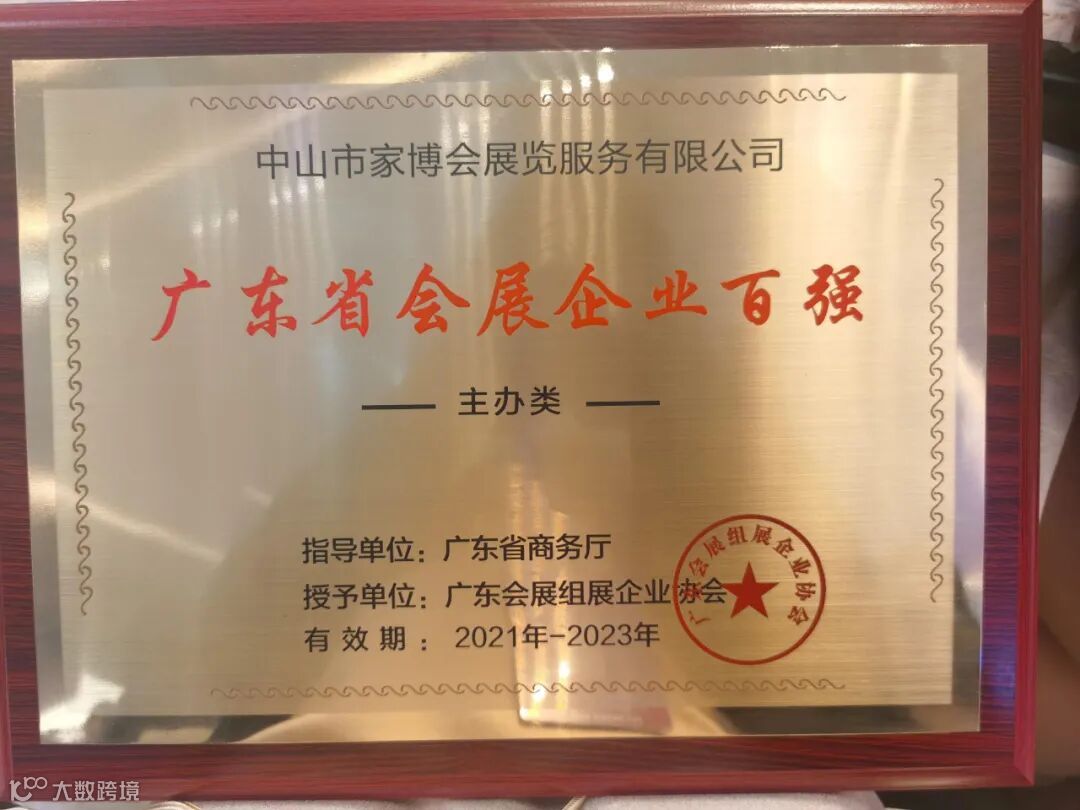 中山市家博会展览服务有限公司
广东省会展企业百强
主办类
指导单位：广东省商务厅
授予单位：广东会展组展企业协会
有效期：2021年-2023年
广东会展组展企业协会
大数跨境